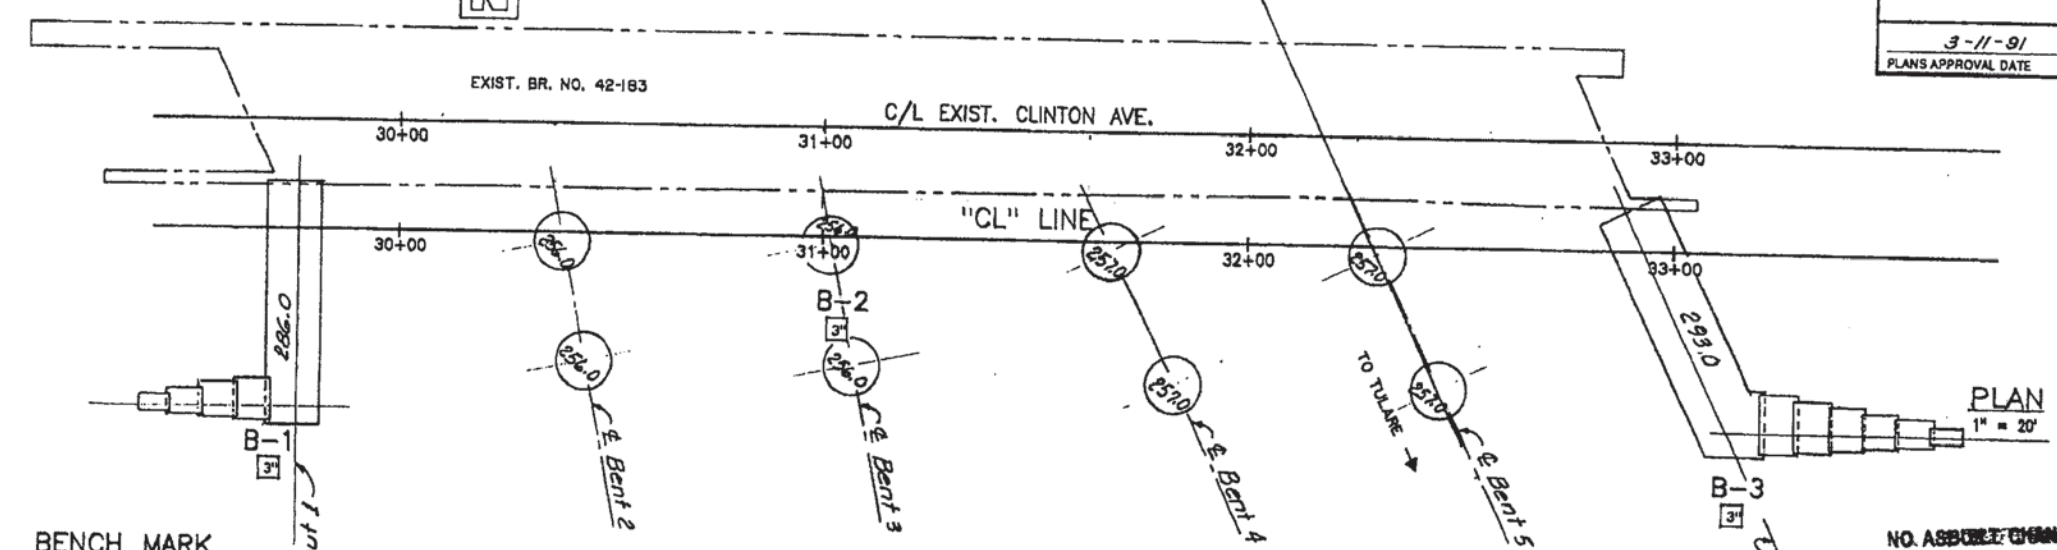 3-11-91
PLANS APPROVAL DATE
EXIST. BR. NO. 42-183
C/L EXIST. CLINTON AVE.
30+00
31+00
32+00
33+00
"CL" LINE
30+00
31+00
32+00
33+00
256.0
256.0
257.0
257.0
B-2
3"
286.0
293.0
256.0
256.0
257.0
257.0
TO TULARE
PLAN
1" = 20'
B-1
3"
℄ Bent 2
℄ Bent 3
℄ Bent 4
℄ Bent 5
B-3
3"
BENCH MARK
NO